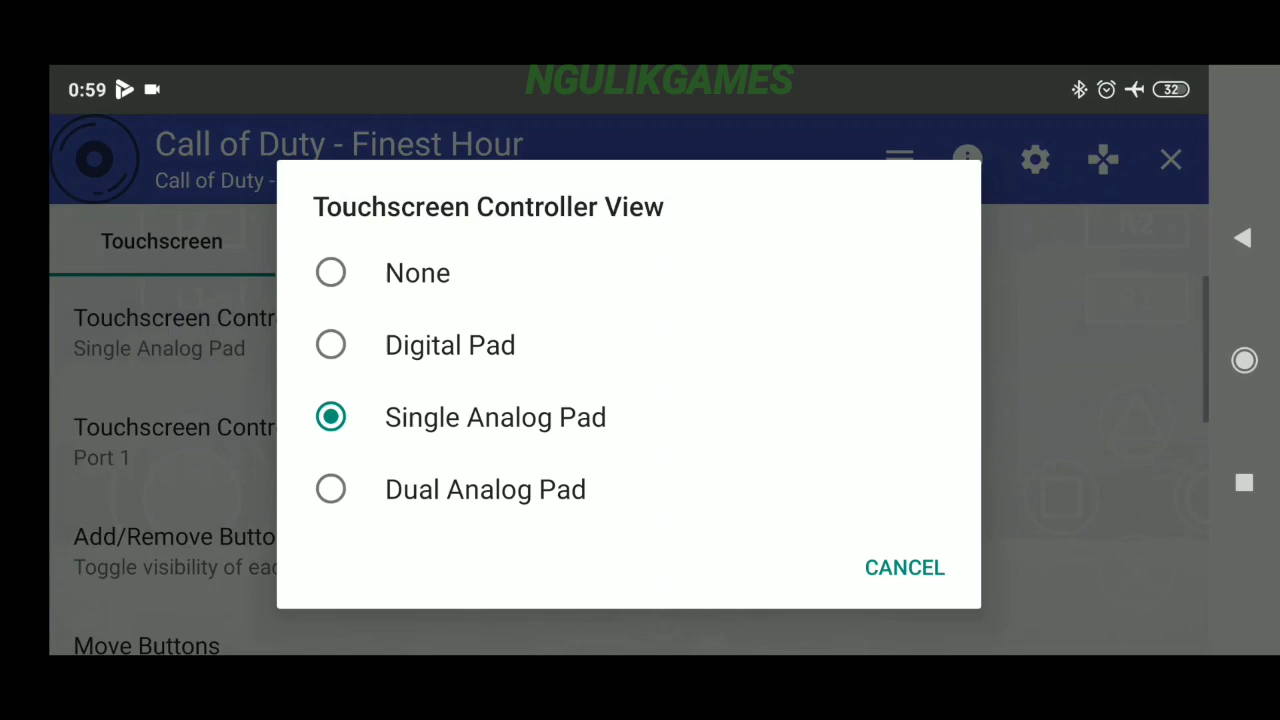 NGULIKGAMES
0:59
32
Call of Duty - Finest Hour
Call of Duty -
Touchscreen Controller View
Touchscreen
None
Digital Pad
Single Analog Pad
Dual Analog Pad
CANCEL
Touchscreen Contr
Single Analog Pad
Touchscreen Contr
Port 1
Add/Remove Butto
Toggle visibility of eac
Move Buttons
R2